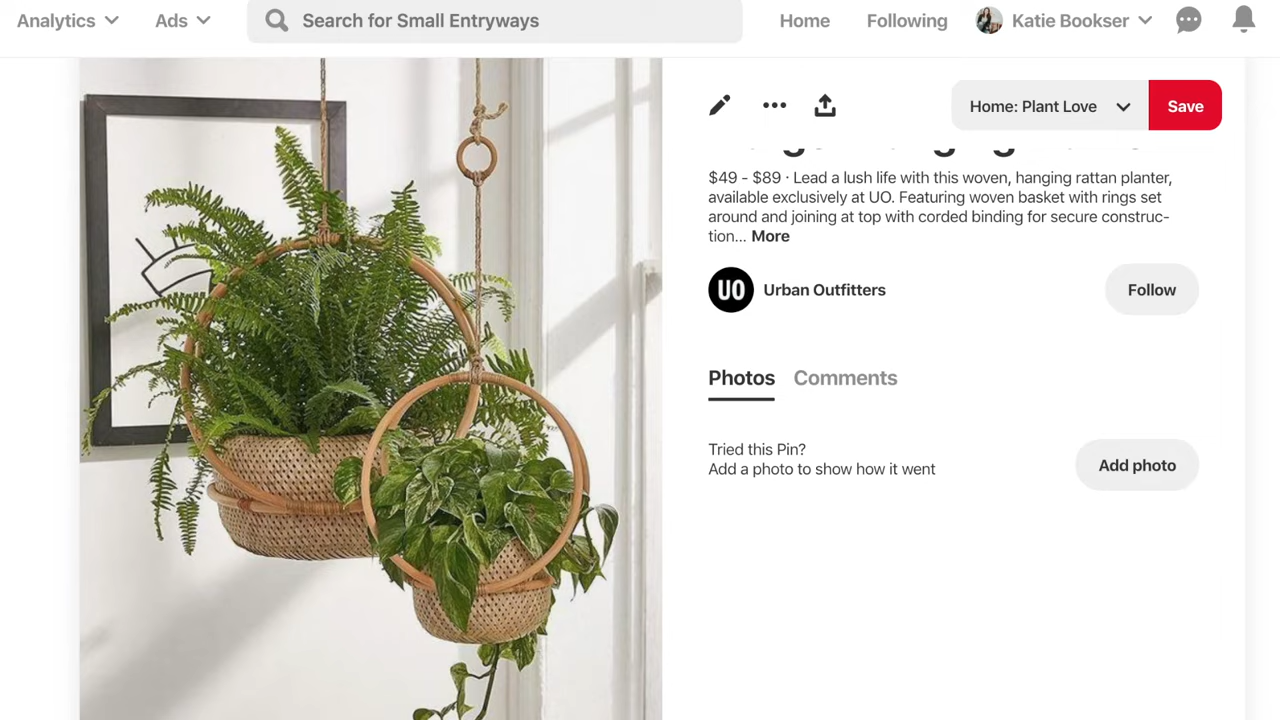 Analytics
Ads
Search for Small Entryways
Home
Following
Katie Bookser
Home: Plant Love
Save
$49 - $89 · Lead a lush life with this woven, hanging rattan planter,
available exclusively at UO. Featuring woven basket with rings set
around and joining at top with corded binding for secure construc-
tion... More
UO
Urban Outfitters
Follow
Photos
Comments
Tried this Pin?
Add a photo to show how it went
Add photo